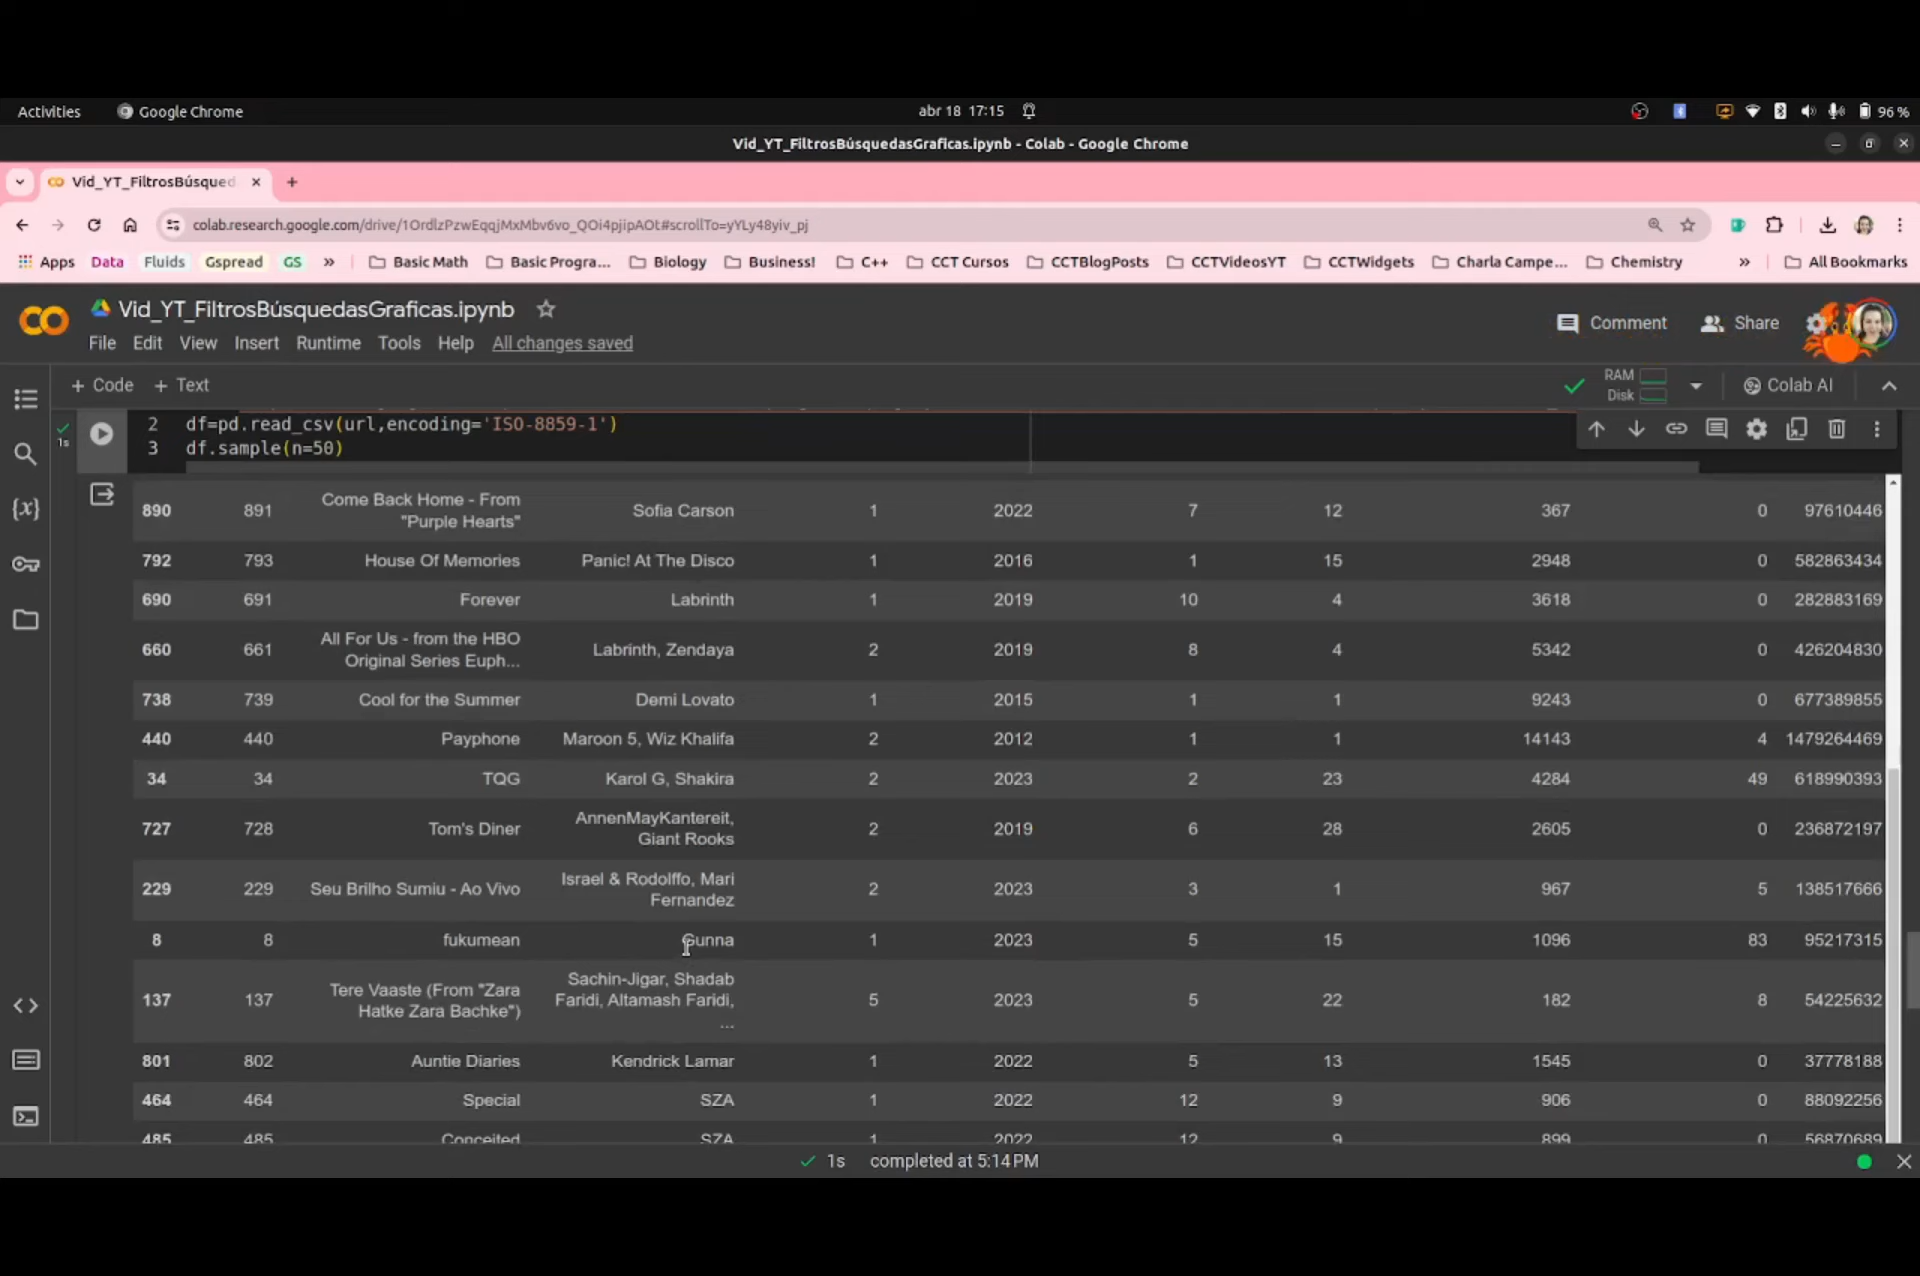 Activities Google Chrome abr 18 17:15 96 %
Vid_YT_FiltrosBúsquedasGraficas.ipynb - Colab - Google Chrome
Vid_YT_FiltrosBúsqued
colab.research.google.com/drive/1OrdlzPzwEqqjMxMbv6vo_QOi4pjipAOt#scrollTo=yYLy48yiv_pj
Apps Data Fluids Gspread GS » Basic Math Basic Progra... Biology Business! C++ CCT Cursos CCTBlogPosts CCTVideosYT CCTWidgets Charla Campe... Chemistry » All Bookmarks
Vid_YT_FiltrosBúsquedasGraficas.ipynb
Comment Share
File Edit View Insert Runtime Tools Help All changes saved
+ Code + Text RAM Disk Colab AI
1s
2 df=pd.read_csv(url,encoding='ISO-8859-1')
3 df.sample(n=50)
890 891 Come Back Home - From "Purple Hearts" Sofia Carson 1 2022 7 12 367 0 97610446
792 793 House Of Memories Panic! At The Disco 1 2016 1 15 2948 0 582863434
690 691 Forever Labrinth 1 2019 10 4 3618 0 282883169
660 661 All For Us - from the HBO Original Series Euph... Labrinth, Zendaya 2 2019 8 4 5342 0 426204830
738 739 Cool for the Summer Demi Lovato 1 2015 1 1 9243 0 677389855
440 440 Payphone Maroon 5, Wiz Khalifa 2 2012 1 1 14143 4 1479264469
34 34 TQG Karol G, Shakira 2 2023 2 23 4284 49 618990393
727 728 Tom's Diner AnnenMayKantereit, Giant Rooks 2 2019 6 28 2605 0 236872197
229 229 Seu Brilho Sumiu - Ao Vivo Israel & Rodolffo, Mari Fernandez 2 2023 3 1 967 5 138517666
8 8 fukumean Gunna 1 2023 5 15 1096 83 95217315
137 137 Tere Vaaste (From "Zara Hatke Zara Bachke") Sachin-Jigar, Shadab Faridi, Altamash Faridi, ... 5 2023 5 22 182 8 54225632
801 802 Auntie Diaries Kendrick Lamar 1 2022 5 13 1545 0 37778188
464 464 Special SZA 1 2022 12 9 906 0 88092256
485 485 Conceited SZA 1 2022 12 9 899 0 56870689
1s completed at 5:14 PM